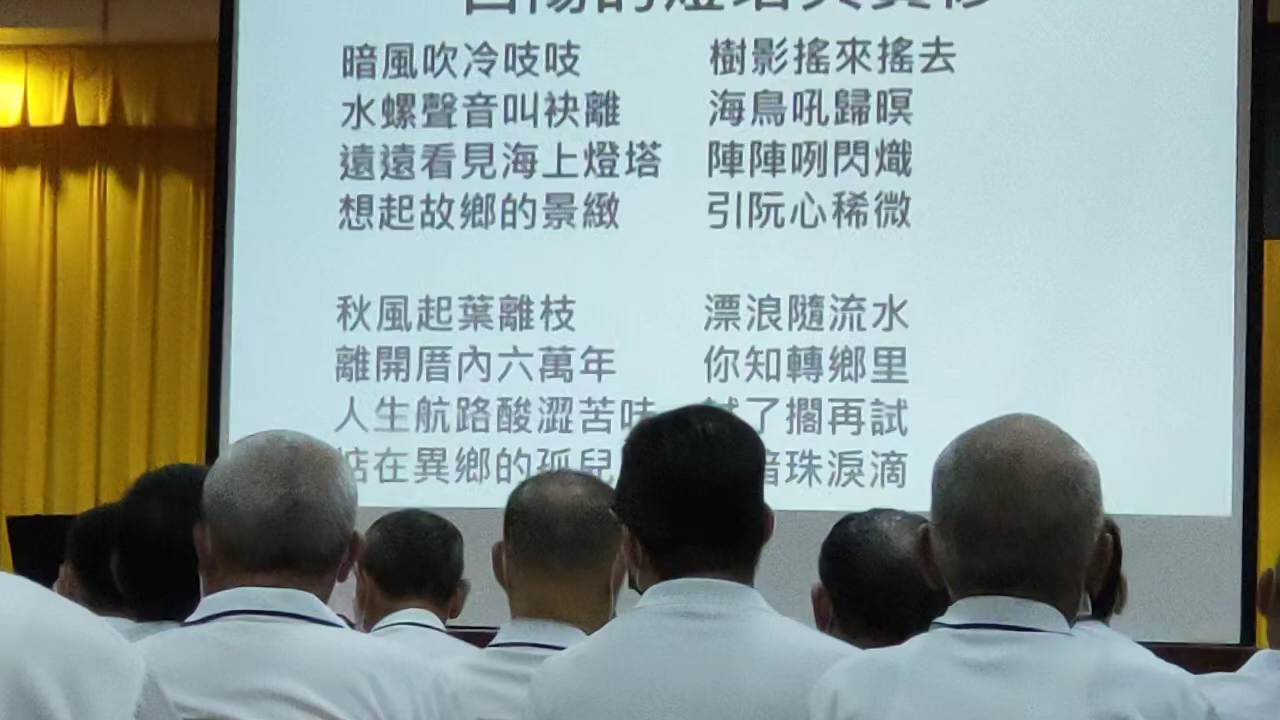 暗風吹冷吱吱 樹影搖來搖去
水螺聲音叫袂離 海鳥吼歸暝
遠遠看見海上燈塔 陣陣咧閃熾
想起故鄉的景緻 引阮心稀微
秋風起葉離枝 漂浪隨流水
離開厝內六萬年 你知轉鄉里
人生航路酸澀苦味 了擱再試
在異鄉的孤兒 珠淚滴